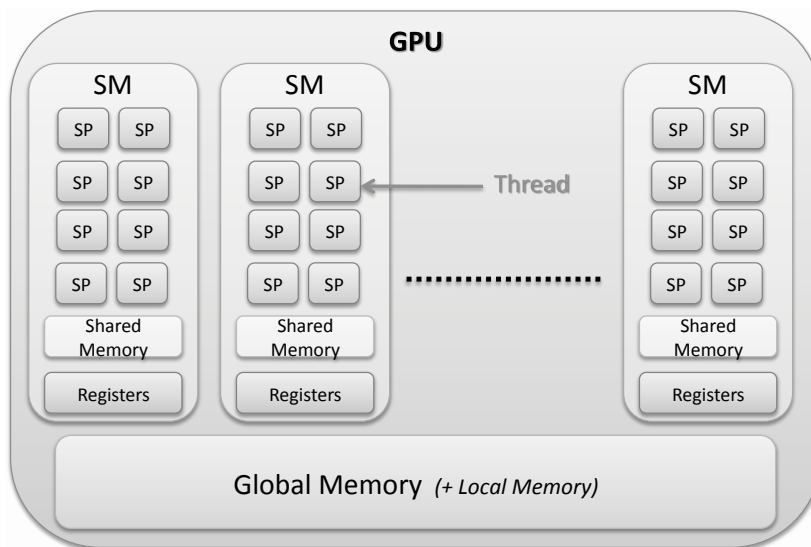 GPU
SM SM SM
SP SP SP SP SP SP
SP SP SP SP SP SP
Thread
SP SP SP SP SP SP
SP SP SP SP SP SP
Shared Shared Shared
Memory Memory Memory
Registers Registers Registers
Global Memory (+ Local Memory)